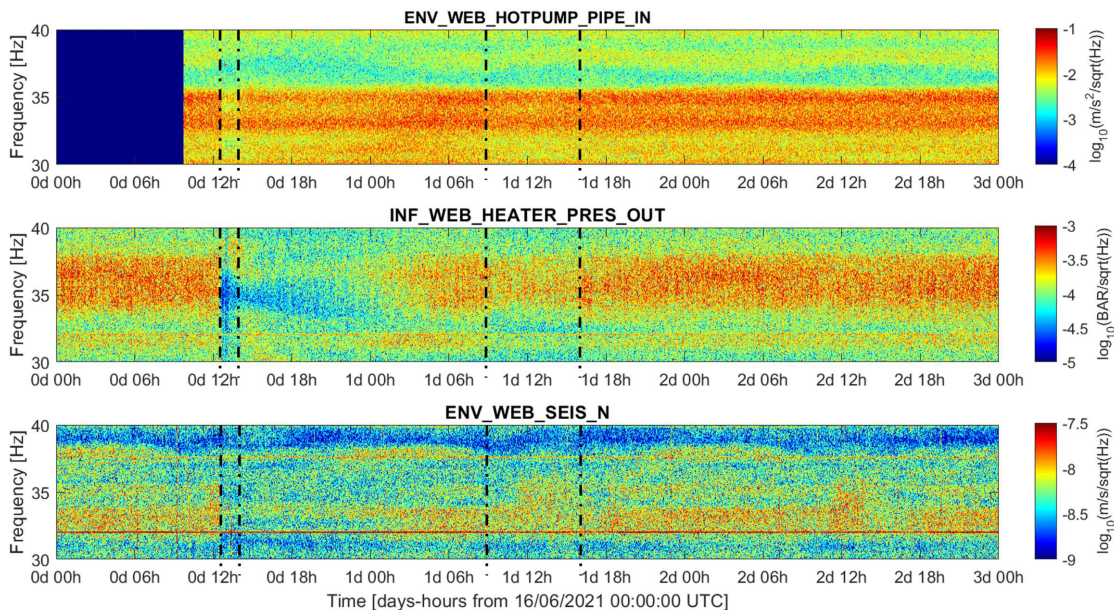 ENV_WEB_HOTPUMP_PIPE_IN
40
35
30
Frequency [Hz]
0d 00h 0d 06h 0d 12h 0d 18h 1d 00h 1d 06h 1d 12h 1d 18h 2d 00h 2d 06h 2d 12h 2d 18h 3d 00h
-1
-2
-3
-4
log10(m/s2/sqrt(Hz))
INF_WEB_HEATER_PRES_OUT
40
35
30
Frequency [Hz]
0d 00h 0d 06h 0d 12h 0d 18h 1d 00h 1d 06h 1d 12h 1d 18h 2d 00h 2d 06h 2d 12h 2d 18h 3d 00h
-3
-3.5
-4
-4.5
-5
log10(BAR/sqrt(Hz))
ENV_WEB_SEIS_N
40
35
30
Frequency [Hz]
0d 00h 0d 06h 0d 12h 0d 18h 1d 00h 1d 06h 1d 12h 1d 18h 2d 00h 2d 06h 2d 12h 2d 18h 3d 00h
-7.5
-8
-8.5
-9
log10(m/s/sqrt(Hz))
Time [days-hours from 16/06/2021 00:00:00 UTC]